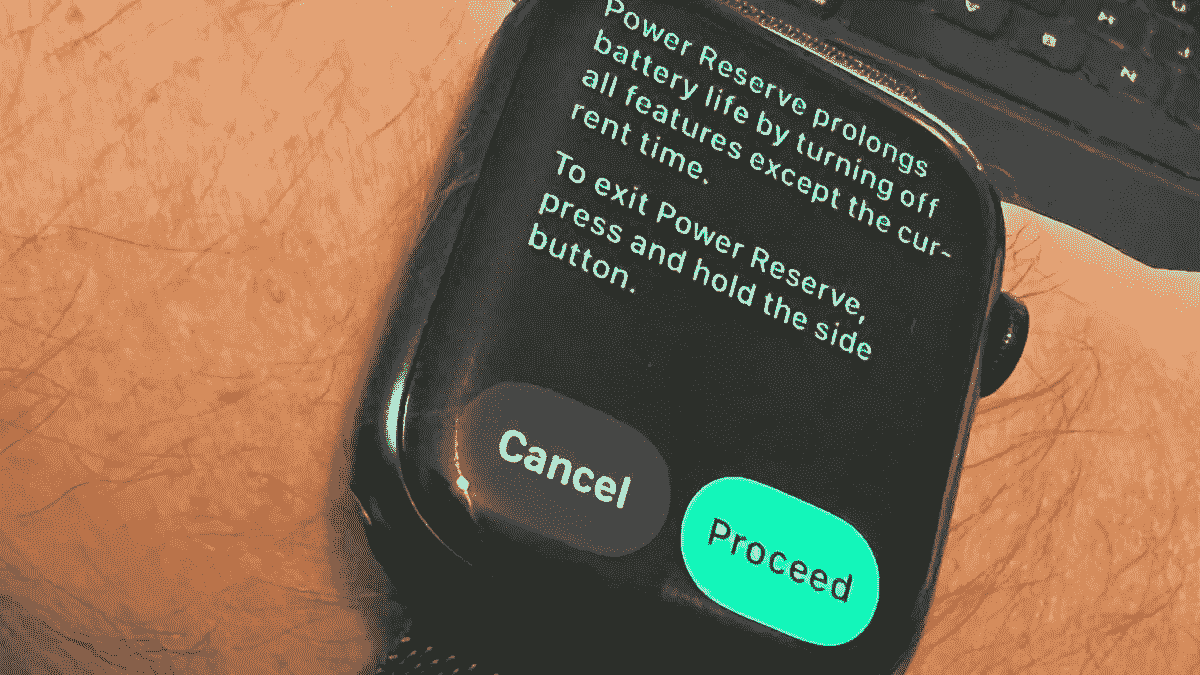 Power Reserve prolongs
battery life by turning off
all features except the cur-
rent time.
To exit Power Reserve,
press and hold the side
button.
Cancel
Proceed